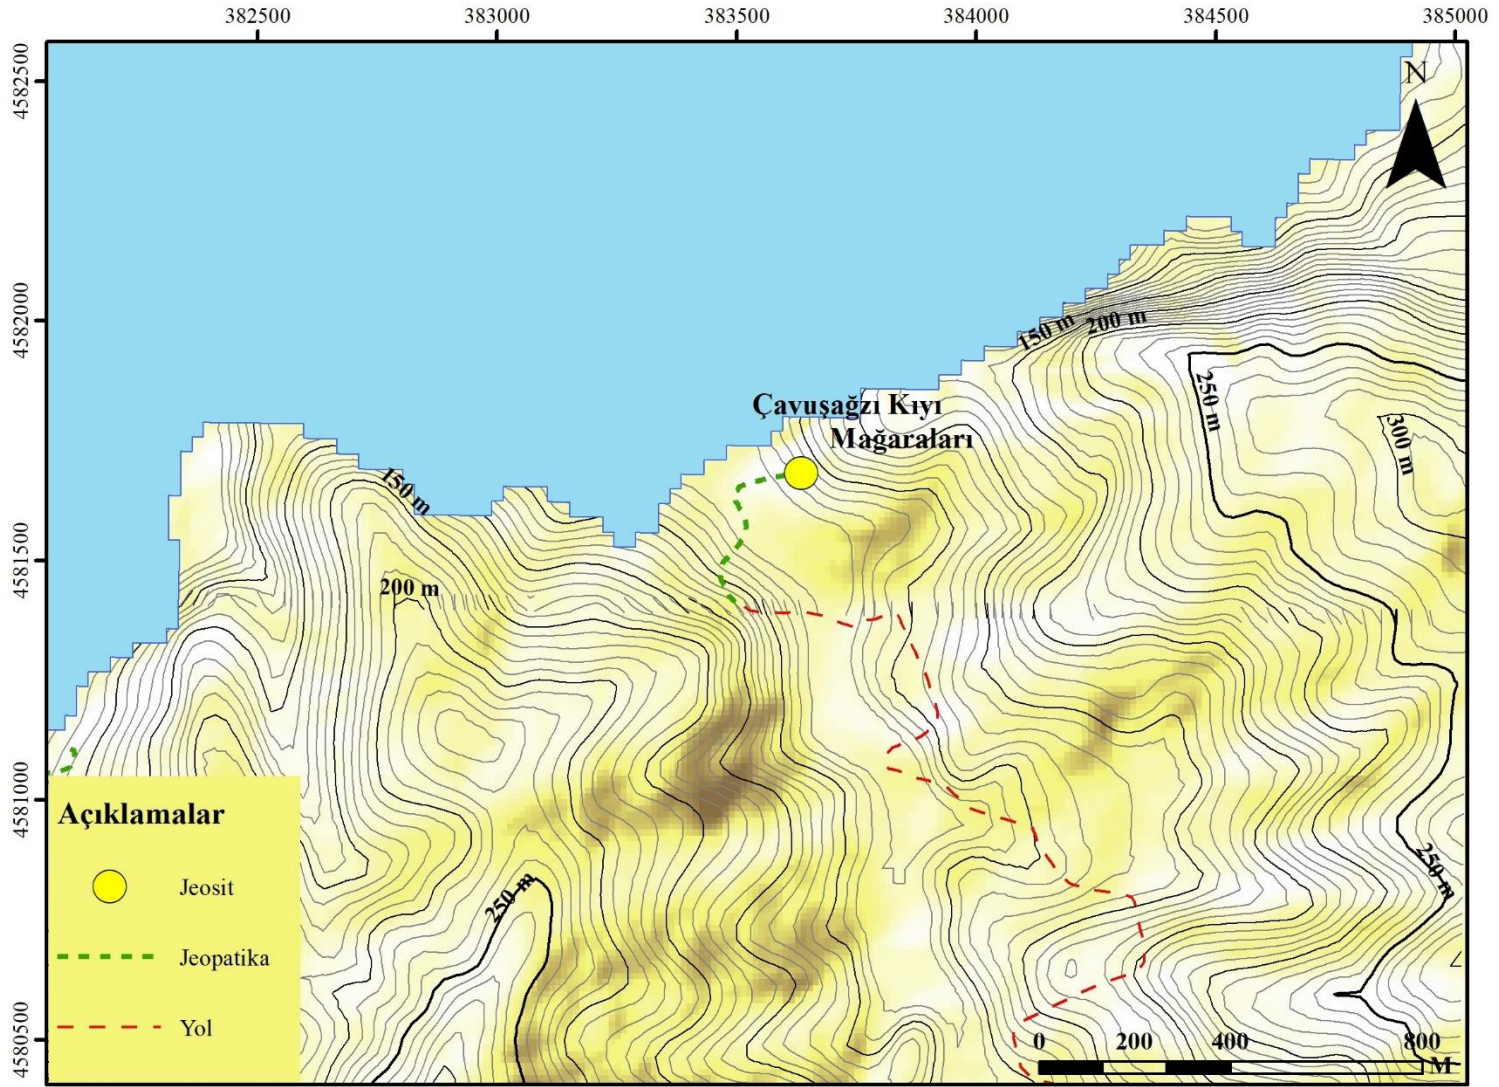 382500 383000 383500 384000 384500 385000
4582500
4582000
4581500
4581000
4580500
N
150 m 200 m
250 m
300 m
Çavuşağzı Kıyı
Mağaraları
150 m
200 m
250 m
250 m
Açıklamalar
Jeosit
Jeopatika
Yol
0 200 400 800
M